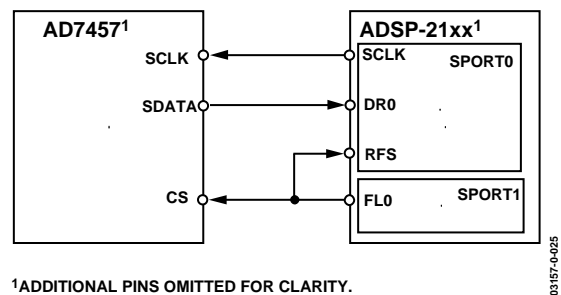 AD7457¹
ADSP-21xx¹
SCLK
SCLK
SPORT0
SDATA
DR0
RFS
CS
FL0
SPORT1
¹ADDITIONAL PINS OMITTED FOR CLARITY.
03157-0-025